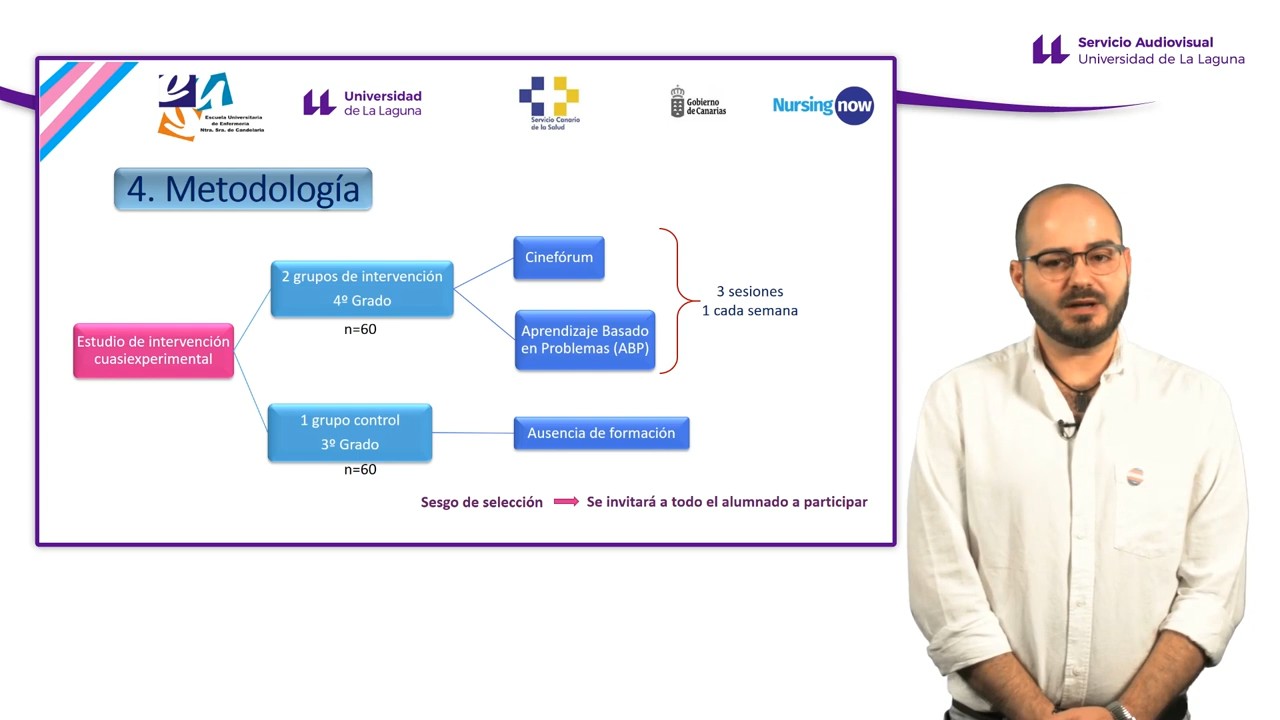 Servicio Audiovisual
Universidad de La Laguna
Escuela Universitaria
de Enfermería
Ntra. Sra. de Candelaria
Universidad
de La Laguna
Servicio Canario
de la Salud
Gobierno
de Canarias
Nursing now
4. Metodología
Estudio de intervención
cuasiexperimental
2 grupos de intervención
4º Grado
n=60
Cinefórum
Aprendizaje Basado
en Problemas (ABP)
3 sesiones
1 cada semana
1 grupo control
3º Grado
n=60
Ausencia de formación
Sesgo de selección
Se invitará a todo el alumnado a participar